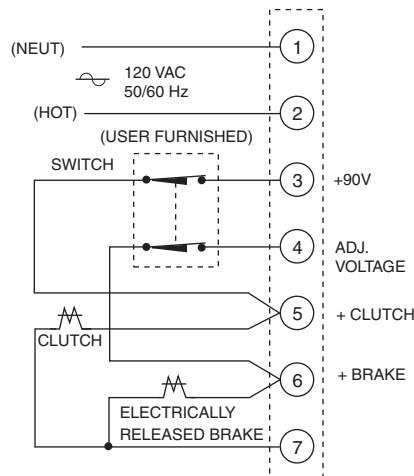 (NEUT)
1
120 VAC
50/60 Hz
(HOT)
2
(USER FURNISHED)
SWITCH
3
+90V
4
ADJ.
VOLTAGE
5
+ CLUTCH
CLUTCH
6
+ BRAKE
ELECTRICALLY
RELEASED BRAKE
7